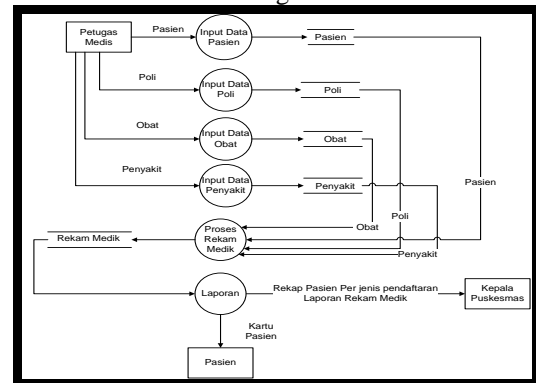 Petugas
Medis
Pasien
Input Data
Pasien
Pasien
Poli
Input Data
Poli
Poli
Obat
Input Data
Obat
Obat
Penyakit
Input Data
Penyakit
Penyakit
Pasien
Poli
Obat
Penyakit
Rekam Medik
Proses
Rekam
Medik
Laporan
Rekap Pasien Per jenis pendaftaran
Laporan Rekam Medik
Kepala
Puskesmas
Kartu
Pasien
Pasien